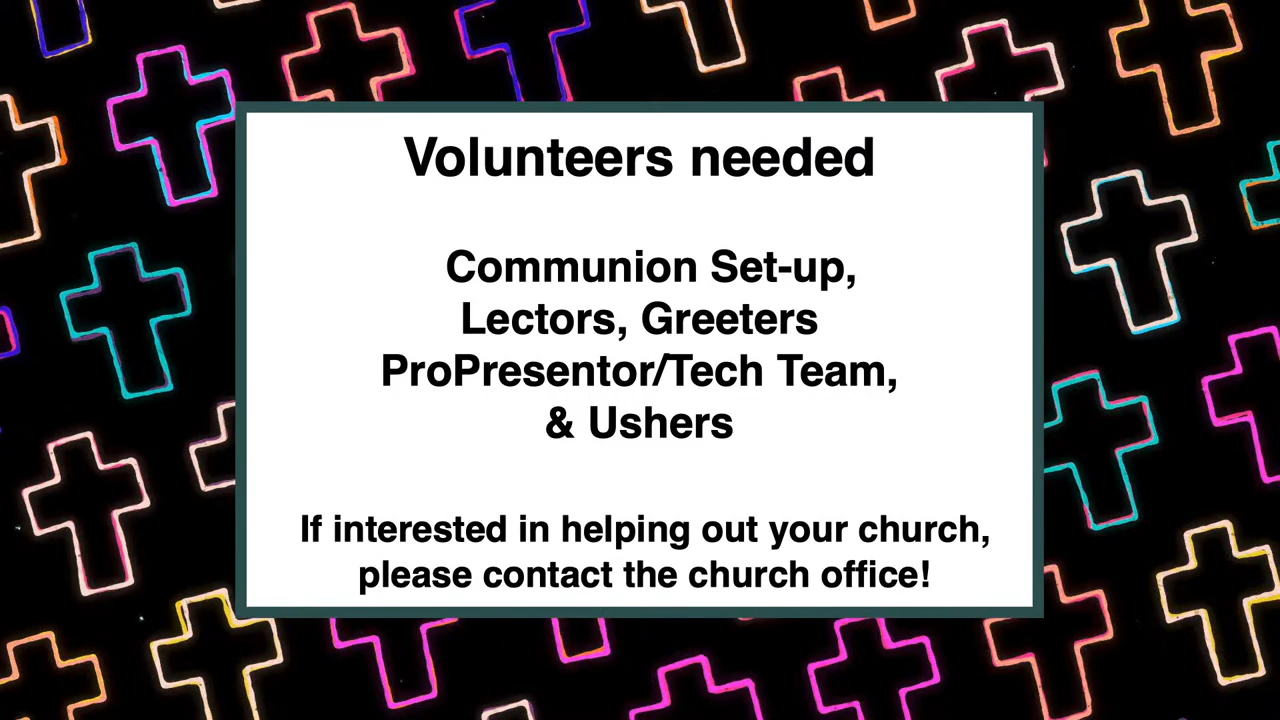 Volunteers needed
Communion Set-up,
Lectors, Greeters
ProPresentor/Tech Team,
& Ushers
If interested in helping out your church,
please contact the church office!